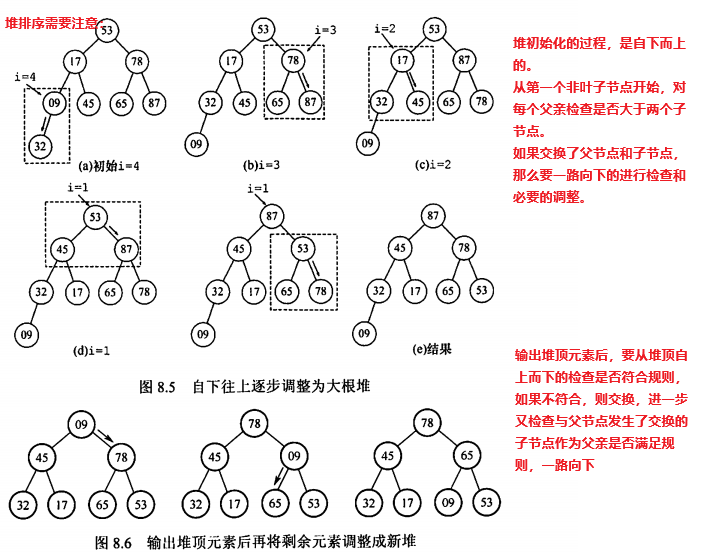 堆排序需要注意:
53
17 78
i=4
09 45 65 87
32
(a)初始i=4
53
i=3
17 78
32 45 65 87
09
(b)i=3
53
i=2
17 87
32 45 65 78
09
(c)i=2
堆初始化的过程，是自下而上
的。
从第一个非叶子节点开始，对
每个父亲检查是否大于两个子
节点。
如果交换了父节点和子节点，
那么要一路向下的进行检查和
必要的调整。
i=1
53
45 87
32 17 65 78
09
(d)i=1
i=1
87
45 53
32 17 65 78
09
87
45 78
32 17 65 53
09
(e)结果
图 8.5 自下往上逐步调整为大根堆
输出堆顶元素后，要从堆顶自
上而下的检查是否符合规则，
如果不符合，则交换，进一步
又检查与父节点发生了交换的
子节点作为父亲是否满足规
则，一路向下
09
45 78
32 17 65 53
78
45 09
32 17 65 53
78
45 65
32 17 09 53
图 8.6 输出堆顶元素后再将剩余元素调整成新堆